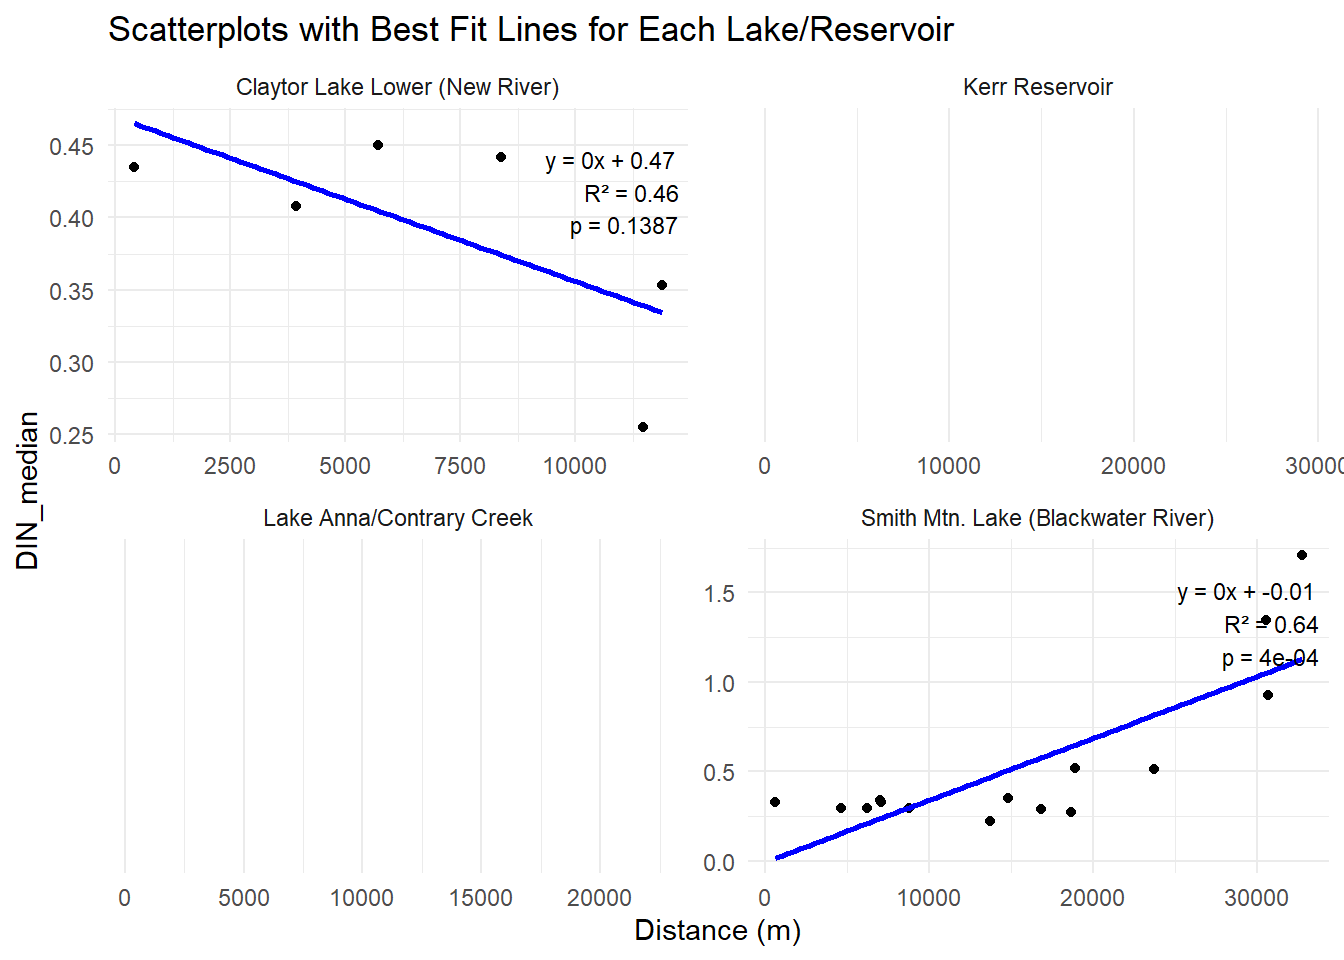 Scatterplots with Best Fit Lines for Each Lake/Reservoir
Claytor Lake Lower (New River)
Kerr Reservoir
0.45
0.40
0.35
0.30
0.25
y = 0x + 0.47
R² = 0.46
p = 0.1387
0 2500 5000 7500 10000
0 10000 20000 30000
DIN_median
Lake Anna/Contrary Creek
Smith Mtn. Lake (Blackwater River)
1.5
1.0
0.5
0.0
y = 0x + -0.01
R² = 0.64
p = 4e-04
0 5000 10000 15000 20000
0 10000 20000 30000
Distance (m)